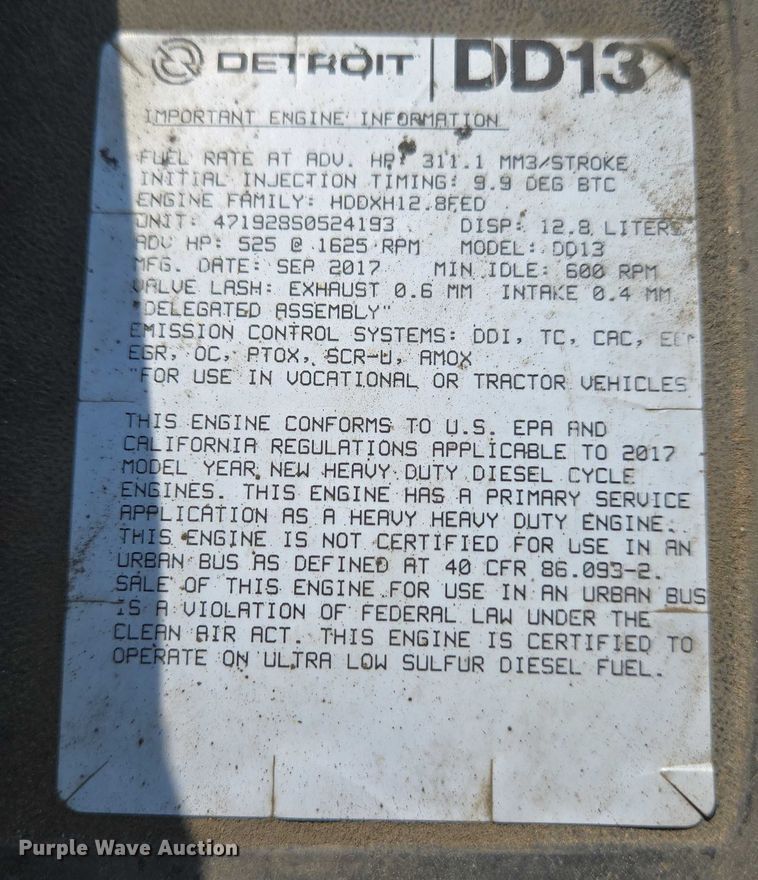 DETROIT | DD13
IMPORTANT ENGINE INFORMATION
FUEL RATE AT ADV. HP: 311.1 MM3/STROKE
INITIAL INJECTION TIMING: 9.9 DEG BTC
ENGINE FAMILY: HDDXH12.8FED
UNIT: 471928S0524193 DISP: 12.8 LITERS
ADV HP: 525 @ 1625 RPM MODEL: DD13
MFG. DATE: SEP 2017 MIN IDLE: 600 RPM
VALVE LASH: EXHAUST 0.6 MM INTAKE 0.4 MM
"DELEGATED ASSEMBLY"
EMISSION CONTROL SYSTEMS: DDI, TC, CAC,
EGR, OC, PTOX, SCR-U, AMOX
"FOR USE IN VOCATIONAL OR TRACTOR VEHICLES
THIS ENGINE CONFORMS TO U.S. EPA AND
CALIFORNIA REGULATIONS APPLICABLE TO 2017
MODEL YEAR NEW HEAVY DUTY DIESEL CYCLE
ENGINES. THIS ENGINE HAS A PRIMARY SERVICE
APPLICATION AS A HEAVY HEAVY DUTY ENGINE.
THIS ENGINE IS NOT CERTIFIED FOR USE IN AN
URBAN BUS AS DEFINED AT 40 CFR 86.093-2.
SALE OF THIS ENGINE FOR USE IN AN URBAN BUS
IS A VIOLATION OF FEDERAL LAW UNDER THE
CLEAN AIR ACT. THIS ENGINE IS CERTIFIED TO
OPERATE ON ULTRA LOW SULFUR DIESEL FUEL.
Purple Wave Auction